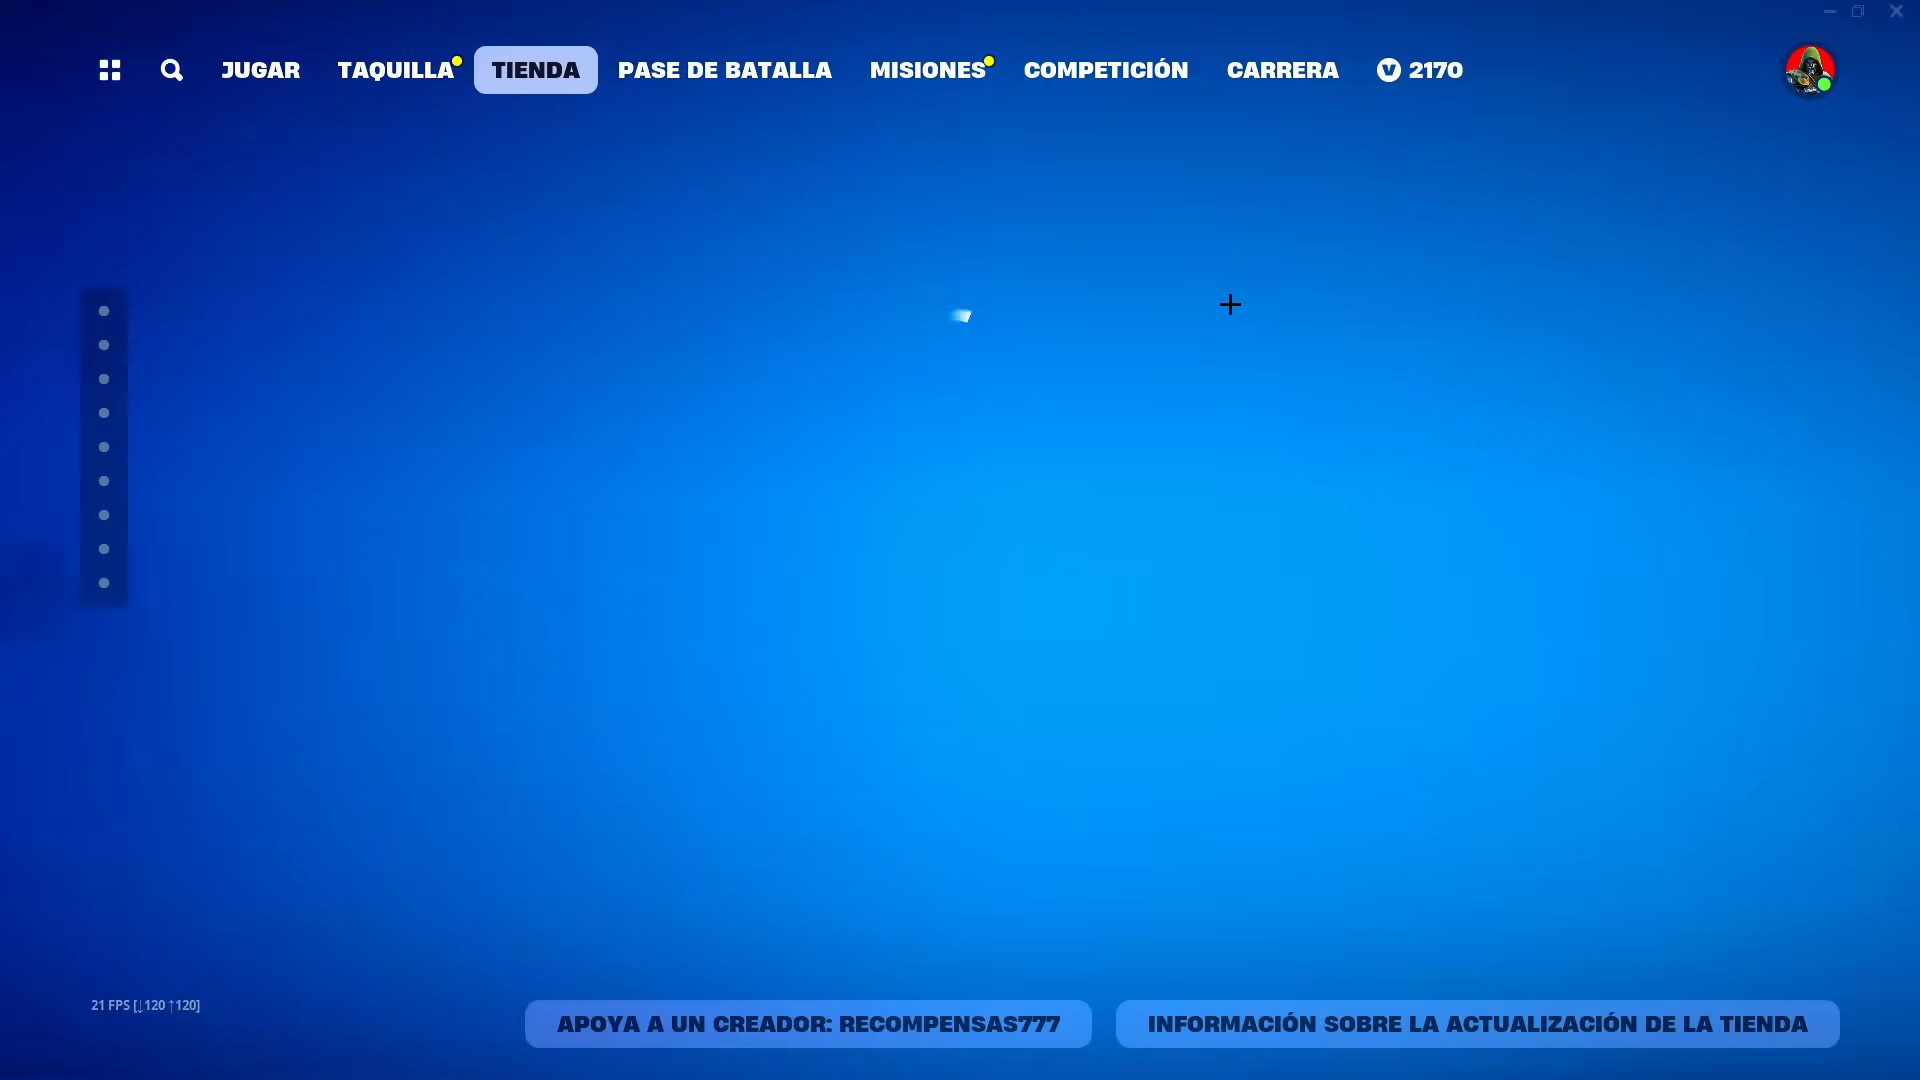 JUGAR TAQUILLA TIENDA PASE DE BATALLA MISIONES COMPETICIÓN CARRERA V 2170
21 FPS [↓120 ↑120]
APOYA A UN CREADOR: RECOMPENSAS777 INFORMACIÓN SOBRE LA ACTUALIZACIÓN DE LA TIENDA